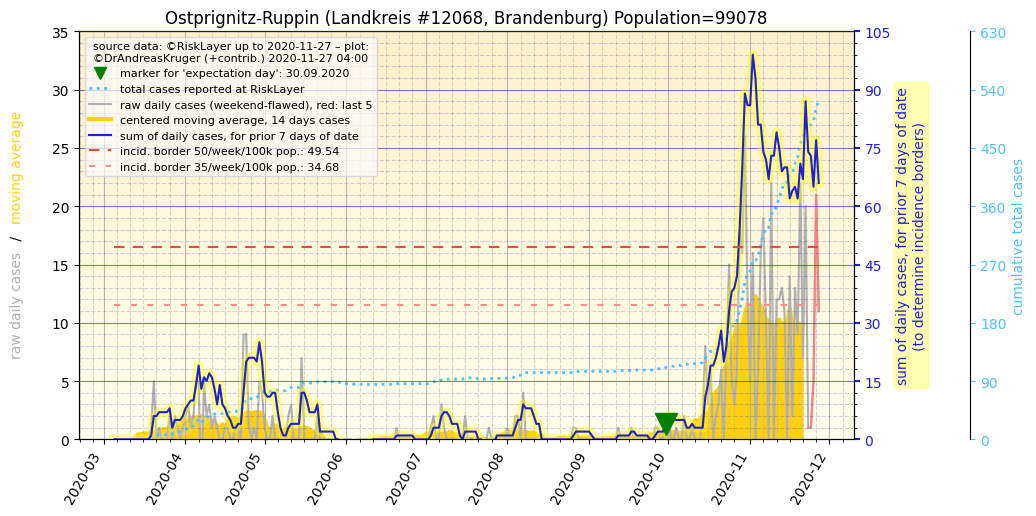 Ostprignitz-Ruppin (Landkreis #12068, Brandenburg) Population=99078
source data: ©RiskLayer up to 2020-11-27 – plot:
©DrAndreasKruger (+contrib.) 2020-11-27 04:00
marker for 'expectation day': 30.09.2020
total cases reported at RiskLayer
raw daily cases (weekend-flawed), red: last 5
centered moving average, 14 days cases
sum of daily cases, for prior 7 days of date
incid. border 50/week/100k pop.: 49.54
incid. border 35/week/100k pop.: 34.68
raw daily cases / moving average
35
30
25
20
15
10
5
0
105
90
75
60
45
30
15
0
sum of daily cases, for prior 7 days of date
(to determine incidence borders)
630
540
450
360
270
180
90
0
cumulative total cases
2020-03
2020-04
2020-05
2020-06
2020-07
2020-08
2020-09
2020-10
2020-11
2020-12